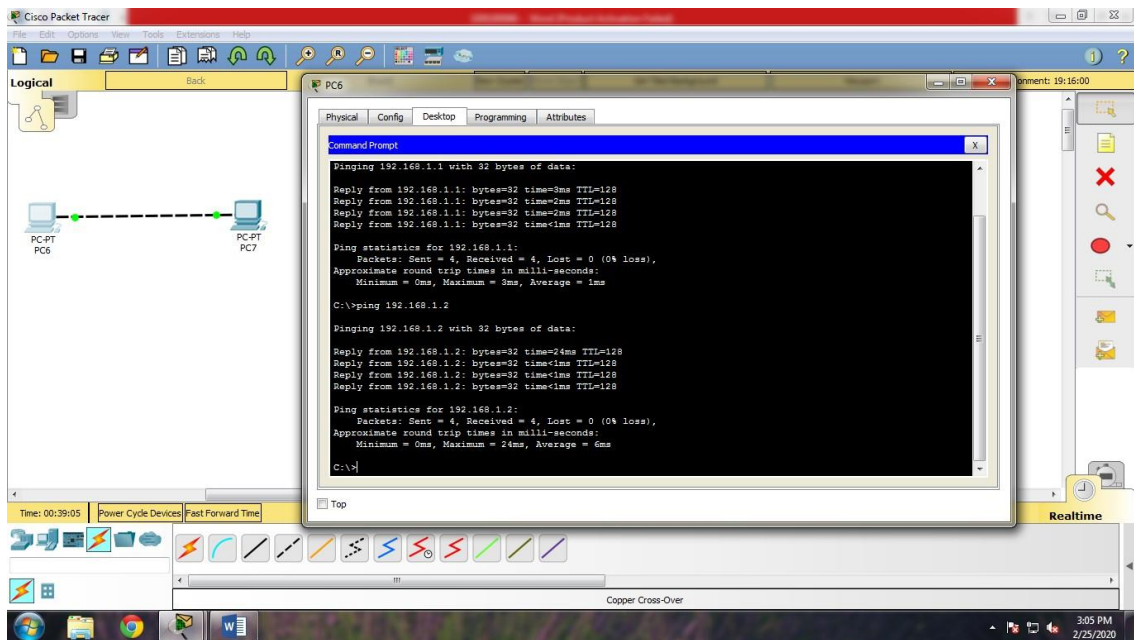 Cisco Packet Tracer
File Edit Options View Tools Extensions Help
Logical
Back
onment: 19:16:00
PC6
Physical Config Desktop Programming Attributes
Command Prompt
X
Pinging 192.168.1.1 with 32 bytes of data:
Reply from 192.168.1.1: bytes=32 time=3ms TTL=128
Reply from 192.168.1.1: bytes=32 time=2ms TTL=128
Reply from 192.168.1.1: bytes=32 time=2ms TTL=128
Reply from 192.168.1.1: bytes=32 time<1ms TTL=128
Ping statistics for 192.168.1.1:
Packets: Sent = 4, Received = 4, Lost = 0 (0% loss),
Approximate round trip times in milli-seconds:
Minimum = 0ms, Maximum = 3ms, Average = 1ms
C:\>ping 192.168.1.2
Pinging 192.168.1.2 with 32 bytes of data:
Reply from 192.168.1.2: bytes=32 time=24ms TTL=128
Reply from 192.168.1.2: bytes=32 time<1ms TTL=128
Reply from 192.168.1.2: bytes=32 time<1ms TTL=128
Reply from 192.168.1.2: bytes=32 time<1ms TTL=128
Ping statistics for 192.168.1.2:
Packets: Sent = 4, Received = 4, Lost = 0 (0% loss),
Approximate round trip times in milli-seconds:
Minimum = 0ms, Maximum = 24ms, Average = 6ms
C:\>
Top
PC-PT
PC6
PC-PT
PC7
Time: 00:39:05 Power Cycle Devices Fast Forward Time
Realtime
Copper Cross-Over
3:05 PM
2/25/2020